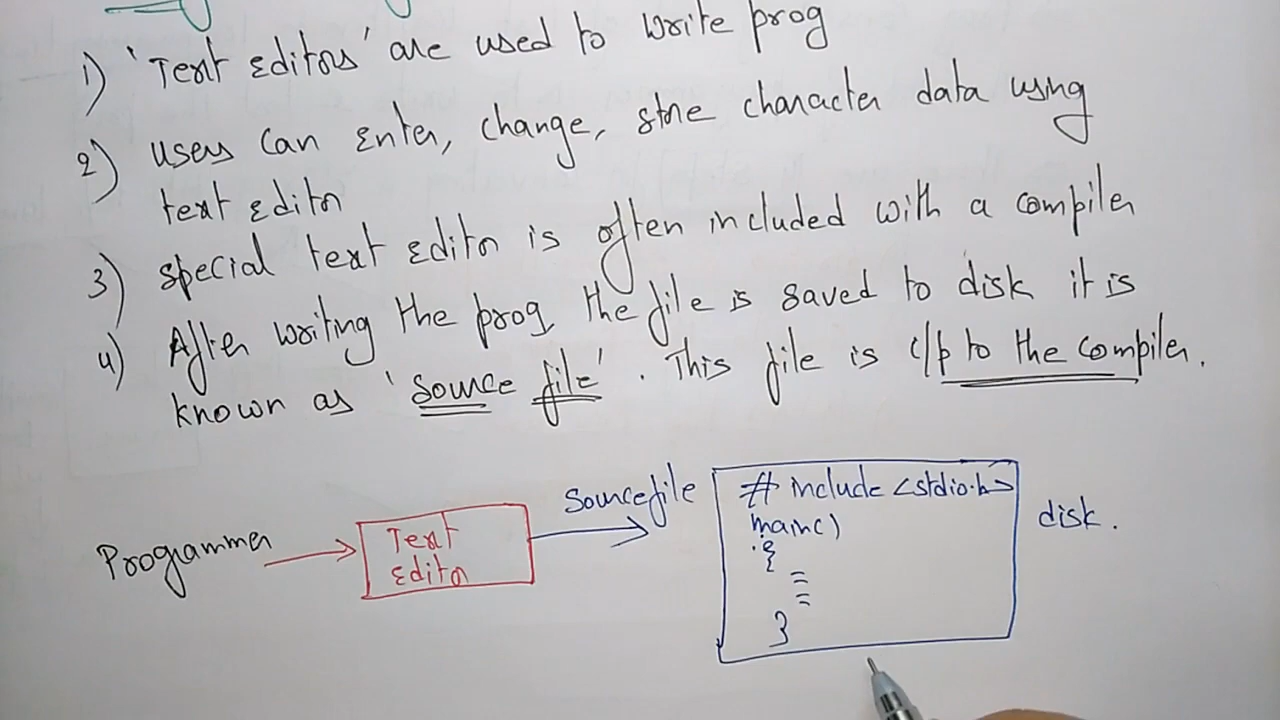 1) 'Text Editors' are used to write prog
2) users can Enter, change, store character data using
text Editor
3) special text Editor is often included with a compiler
4) After writing the prog, the file is saved to disk it is
known as 'Source file'. This file is i/p to the compiler.
Programmer
Text
Editor
Sourcefile
# include <stdio.h>
main()
{
=
=
}
disk.